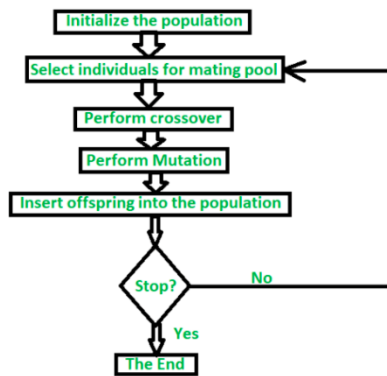 Initialize the population
Select individuals for mating pool
Perform crossover
Perform Mutation
Insert offspring into the population
Stop?
No
Yes
The End